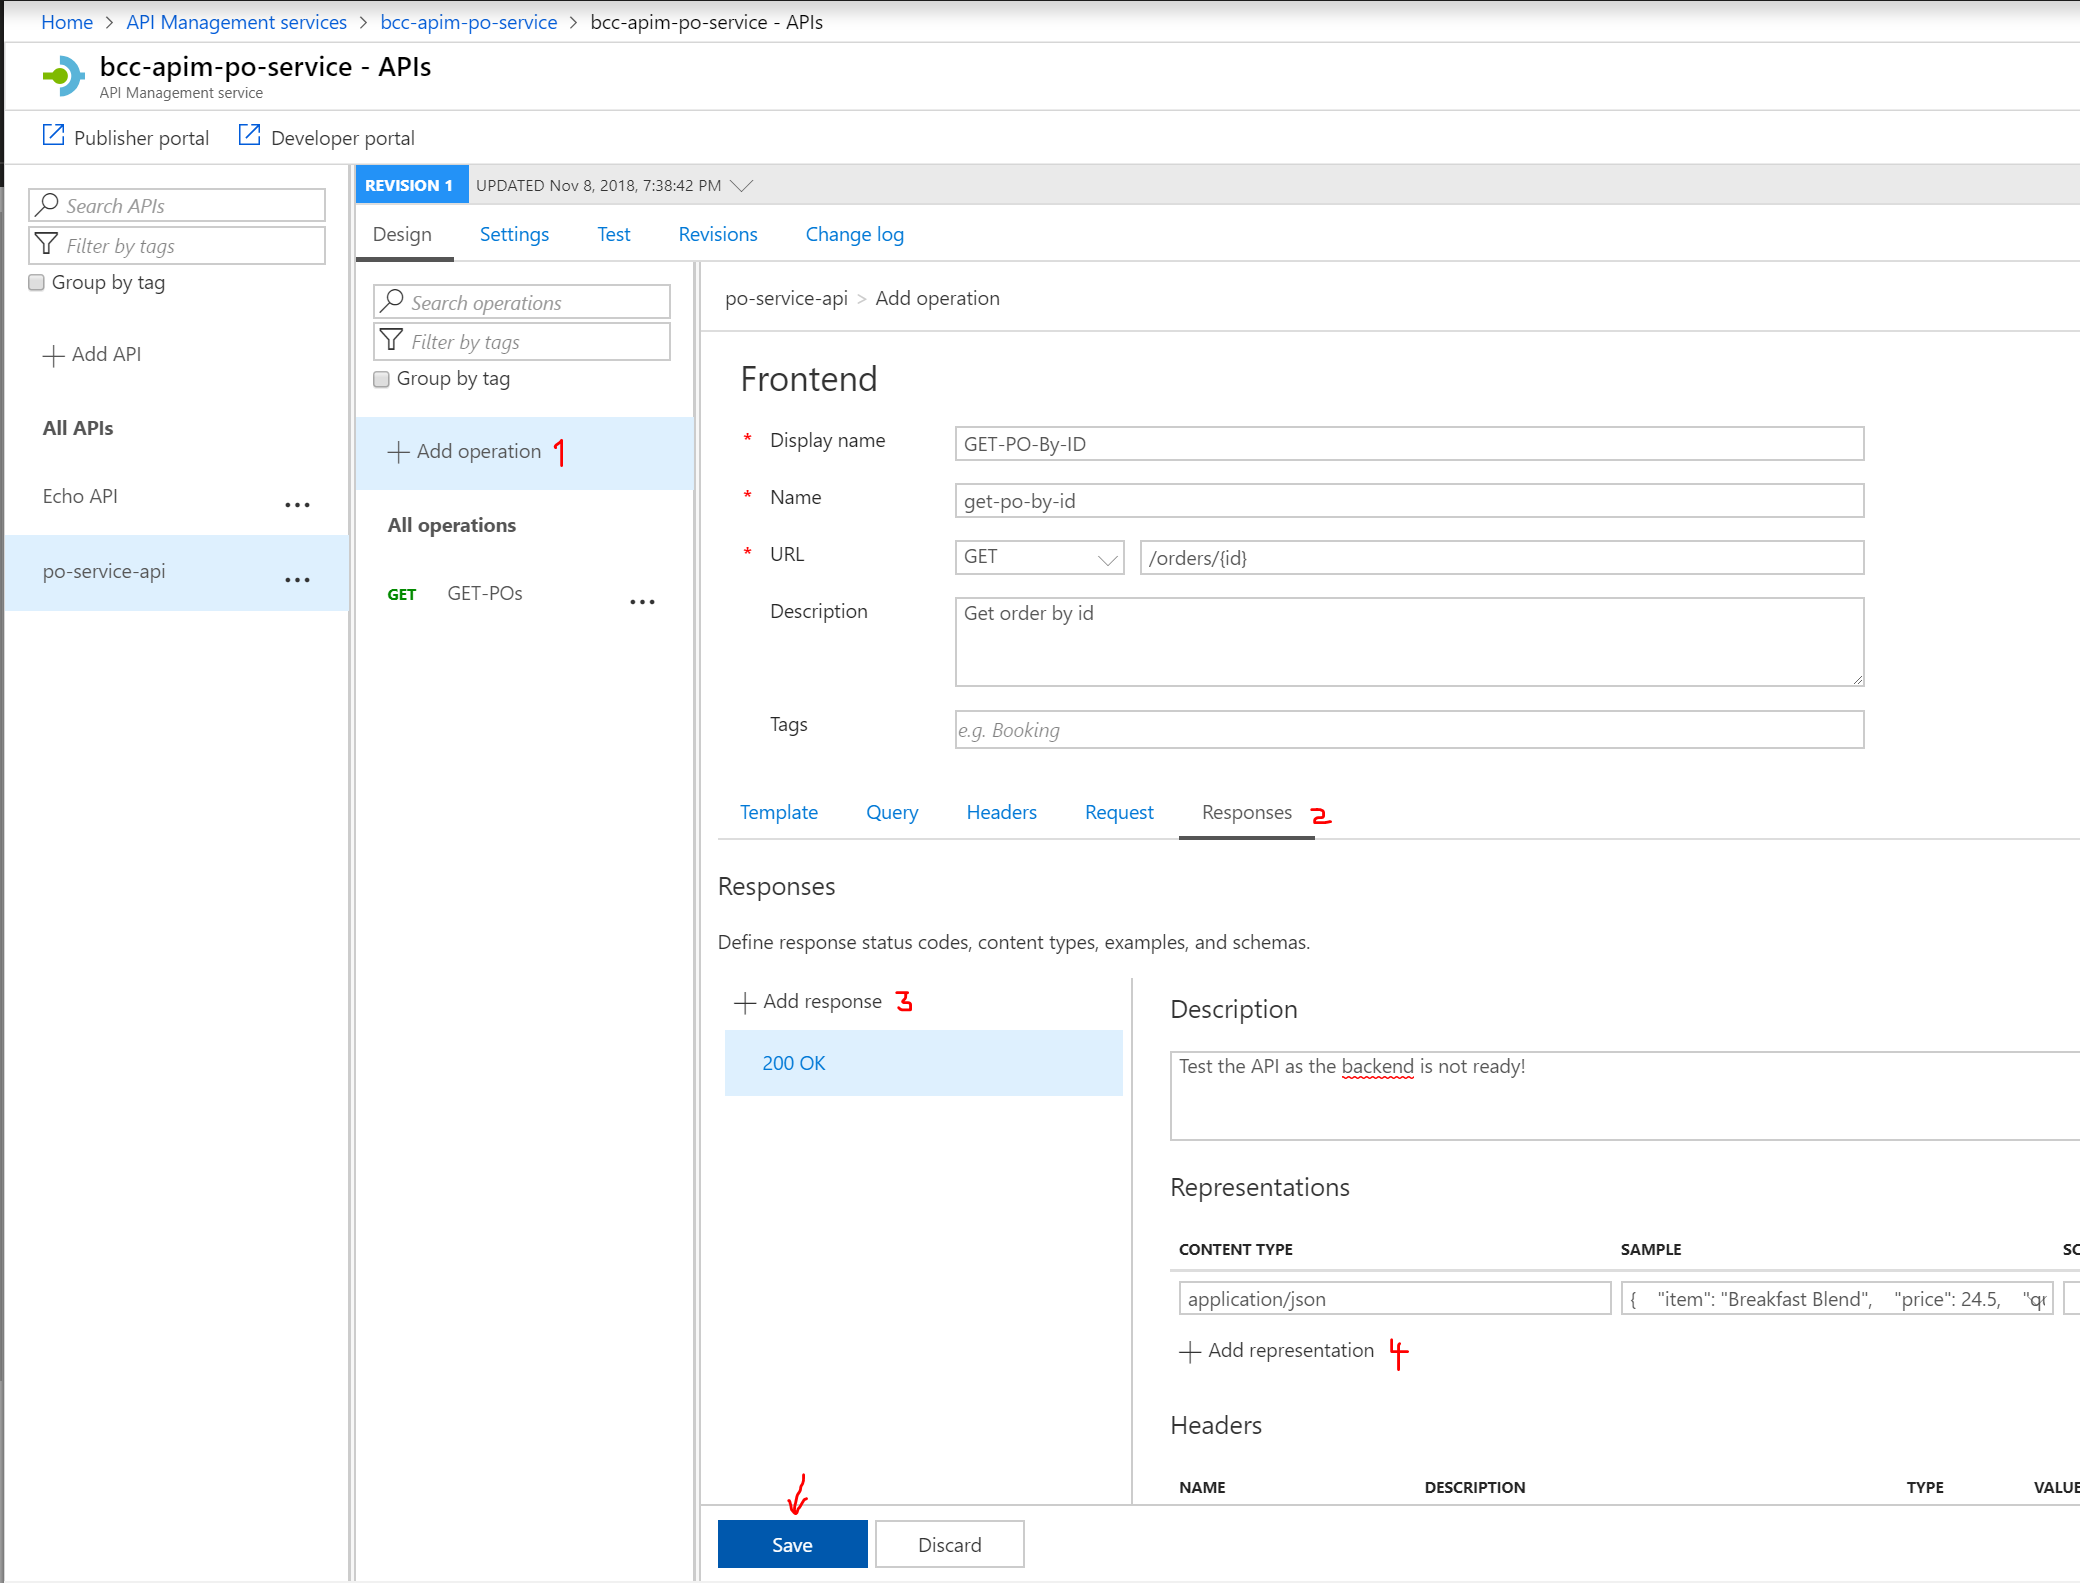 Home > API Management services > bcc-apim-po-service > bcc-apim-po-service - APIs
bcc-apim-po-service - APIs
API Management service
Publisher portal Developer portal
Search APIs
Filter by tags
Group by tag
Add API
All APIs
Echo API ...
po-service-api ...
REVISION 1 UPDATED Nov 8, 2018, 7:38:42 PM
Design Settings Test Revisions Change log
Search operations
Filter by tags
Group by tag
Add operation 1
All operations
GET GET-POs ...
po-service-api > Add operation
Frontend
* Display name GET-PO-By-ID
* Name get-po-by-id
* URL GET /orders/{id}
Description Get order by id
Tags e.g. Booking
Template Query Headers Request Responses 2
Responses
Define response status codes, content types, examples, and schemas.
Add response 3
200 OK
Description
Test the API as the backend is not ready!
Representations
CONTENT TYPE SAMPLE SC
application/json { "item": "Breakfast Blend", "price": 24.5,
Add representation 4
Headers
NAME DESCRIPTION TYPE VALUE
Save Discard